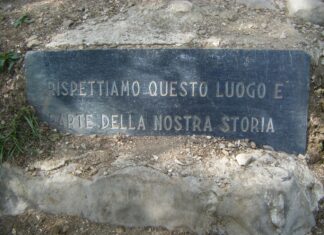 RISPETTIAMO QUESTO LUOGO E
PARTE DELLA NOSTRA STORIA